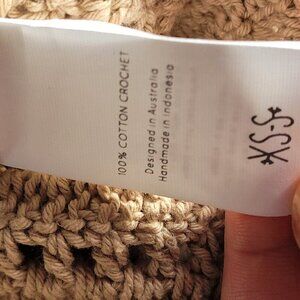 100% COTTON CROCHET
Designed in Australia
Handmade in Indonesia
XS-S